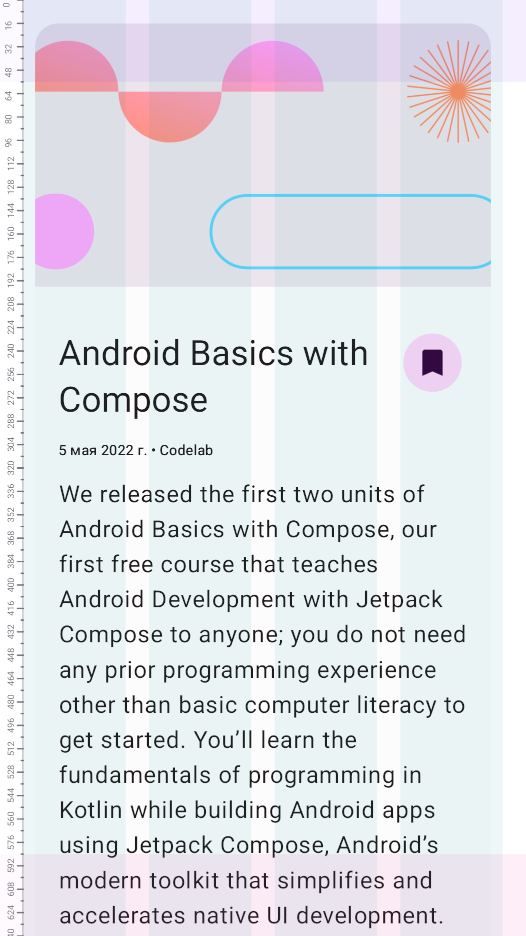 0
16
32
48
64
80
96
112
128
144
160
176
192
208
224
240
256
272
288
304
320
336
352
368
384
400
416
432
448
464
480
496
512
528
544
560
576
592
608
624
Android Basics with
Compose
5 мая 2022 г. • Codelab
We released the first two units of
Android Basics with Compose, our
first free course that teaches
Android Development with Jetpack
Compose to anyone; you do not need
any prior programming experience
other than basic computer literacy to
get started. You’ll learn the
fundamentals of programming in
Kotlin while building Android apps
using Jetpack Compose, Android’s
modern toolkit that simplifies and
accelerates native UI development.